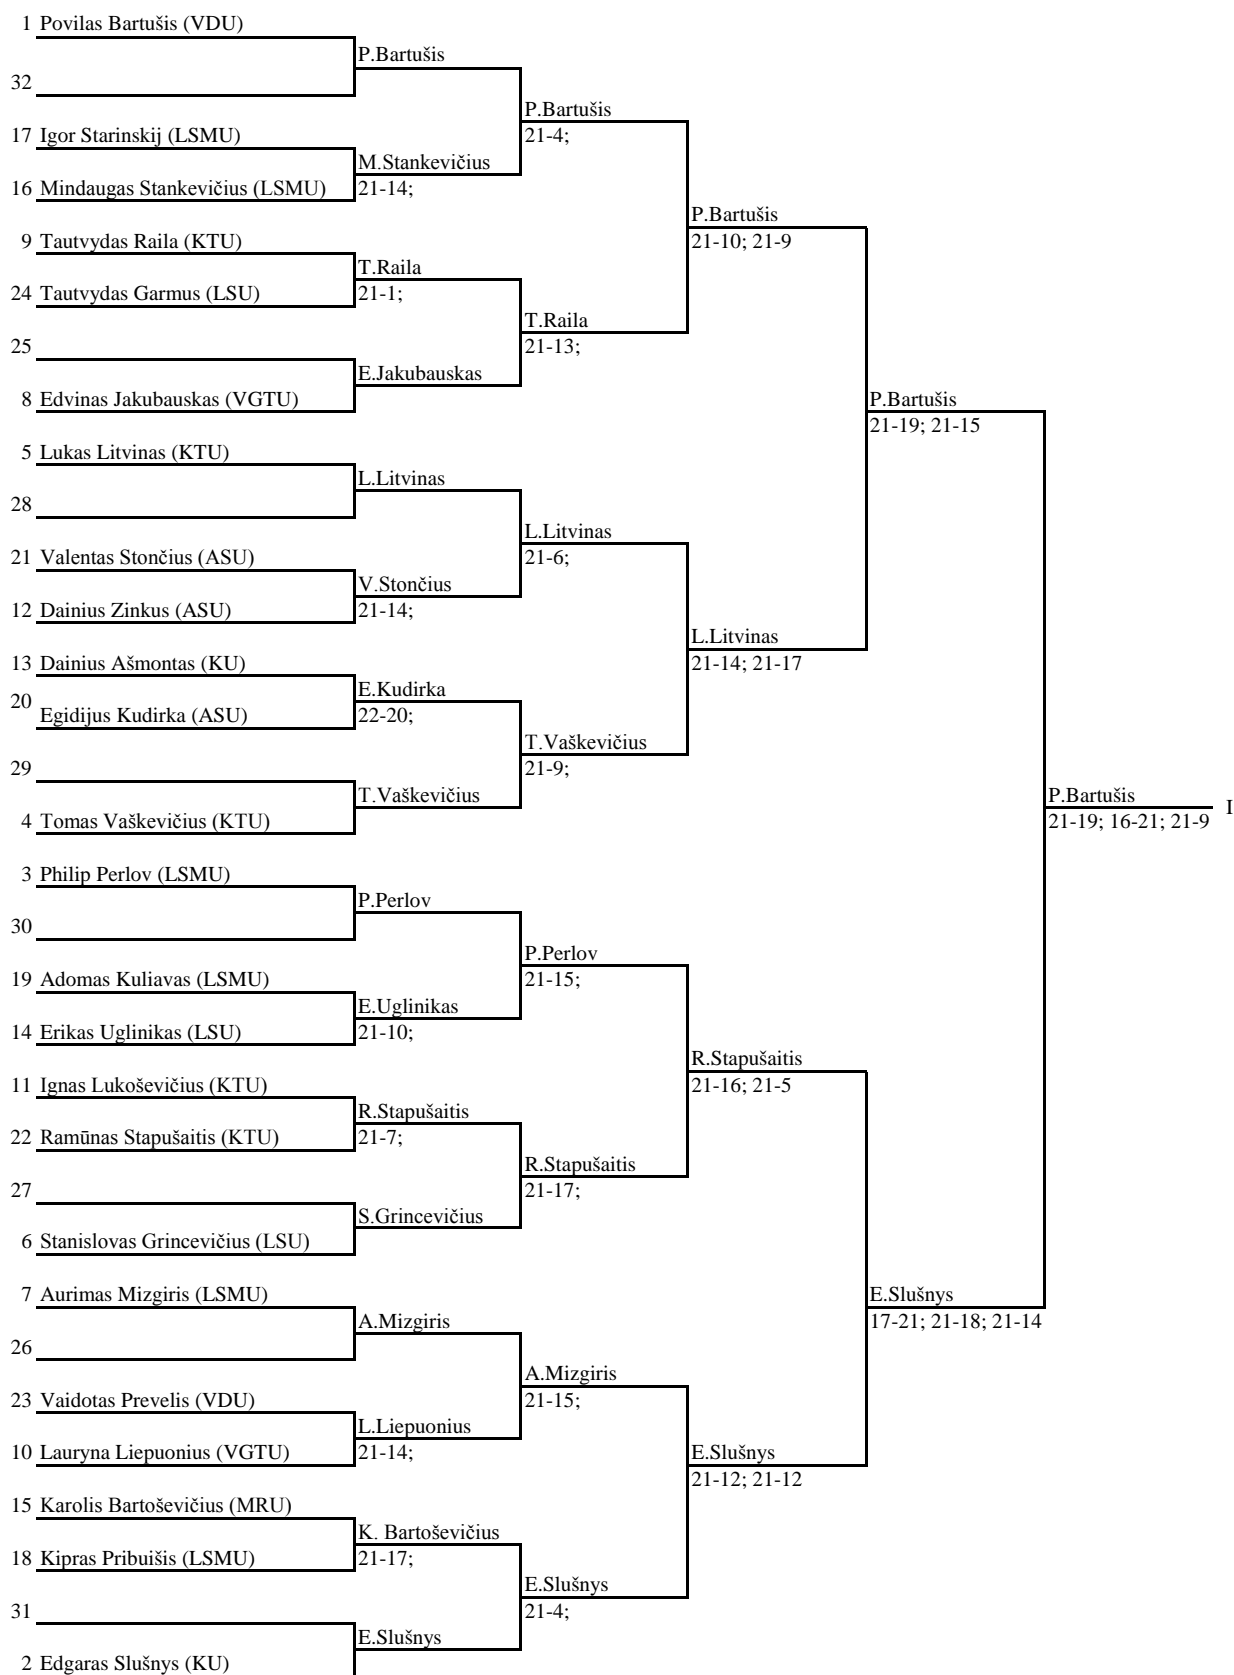 1 Povilas Bartušis (VDU)
P.Bartušis
32
P.Bartušis
17 Igor Starinskij (LSMU)
21-4;
M.Stankevičius
16 Mindaugas Stankevičius (LSMU)
21-14;
P.Bartušis
9 Tautvydas Raila (KTU)
21-10; 21-9
T.Raila
24 Tautvydas Garmus (LSU)
21-1;
T.Raila
25
21-13;
E.Jakubauskas
8 Edvinas Jakubauskas (VGTU)
P.Bartušis
21-19; 21-15
5 Lukas Litvinas (KTU)
L.Litvinas
28
L.Litvinas
21 Valentas Stončius (ASU)
21-6;
V.Stončius
12 Dainius Zinkus (ASU)
21-14;
L.Litvinas
13 Dainius Ašmontas (KU)
21-14; 21-17
E.Kudirka
20
Egidijus Kudirka (ASU)
22-20;
T.Vaškevičius
29
21-9;
T.Vaškevičius
P.Bartušis
I
4 Tomas Vaškevičius (KTU)
21-19; 16-21; 21-9
3 Philip Perlov (LSMU)
P.Perlov
30
P.Perlov
19 Adomas Kuliavas (LSMU)
21-15;
E.Uglinikas
14 Erikas Uglinikas (LSU)
21-10;
R.Stapušaitis
11 Ignas Lukoševičius (KTU)
21-16; 21-5
R.Stapušaitis
22 Ramūnas Stapušaitis (KTU)
21-7;
R.Stapušaitis
27
21-17;
S.Grincevičius
6 Stanislovas Grincevičius (LSU)
7 Aurimas Mizgiris (LSMU)
E.Slušnys
17-21; 21-18; 21-14
A.Mizgiris
26
A.Mizgiris
23 Vaidotas Prevelis (VDU)
21-15;
L.Liepuonius
10 Lauryna Liepuonius (VGTU)
21-14;
E.Slušnys
21-12; 21-12
15 Karolis Bartoševičius (MRU)
K. Bartoševičius
18 Kipras Pribuišis (LSMU)
21-17;
E.Slušnys
31
21-4;
E.Slušnys
2 Edgaras Slušnys (KU)